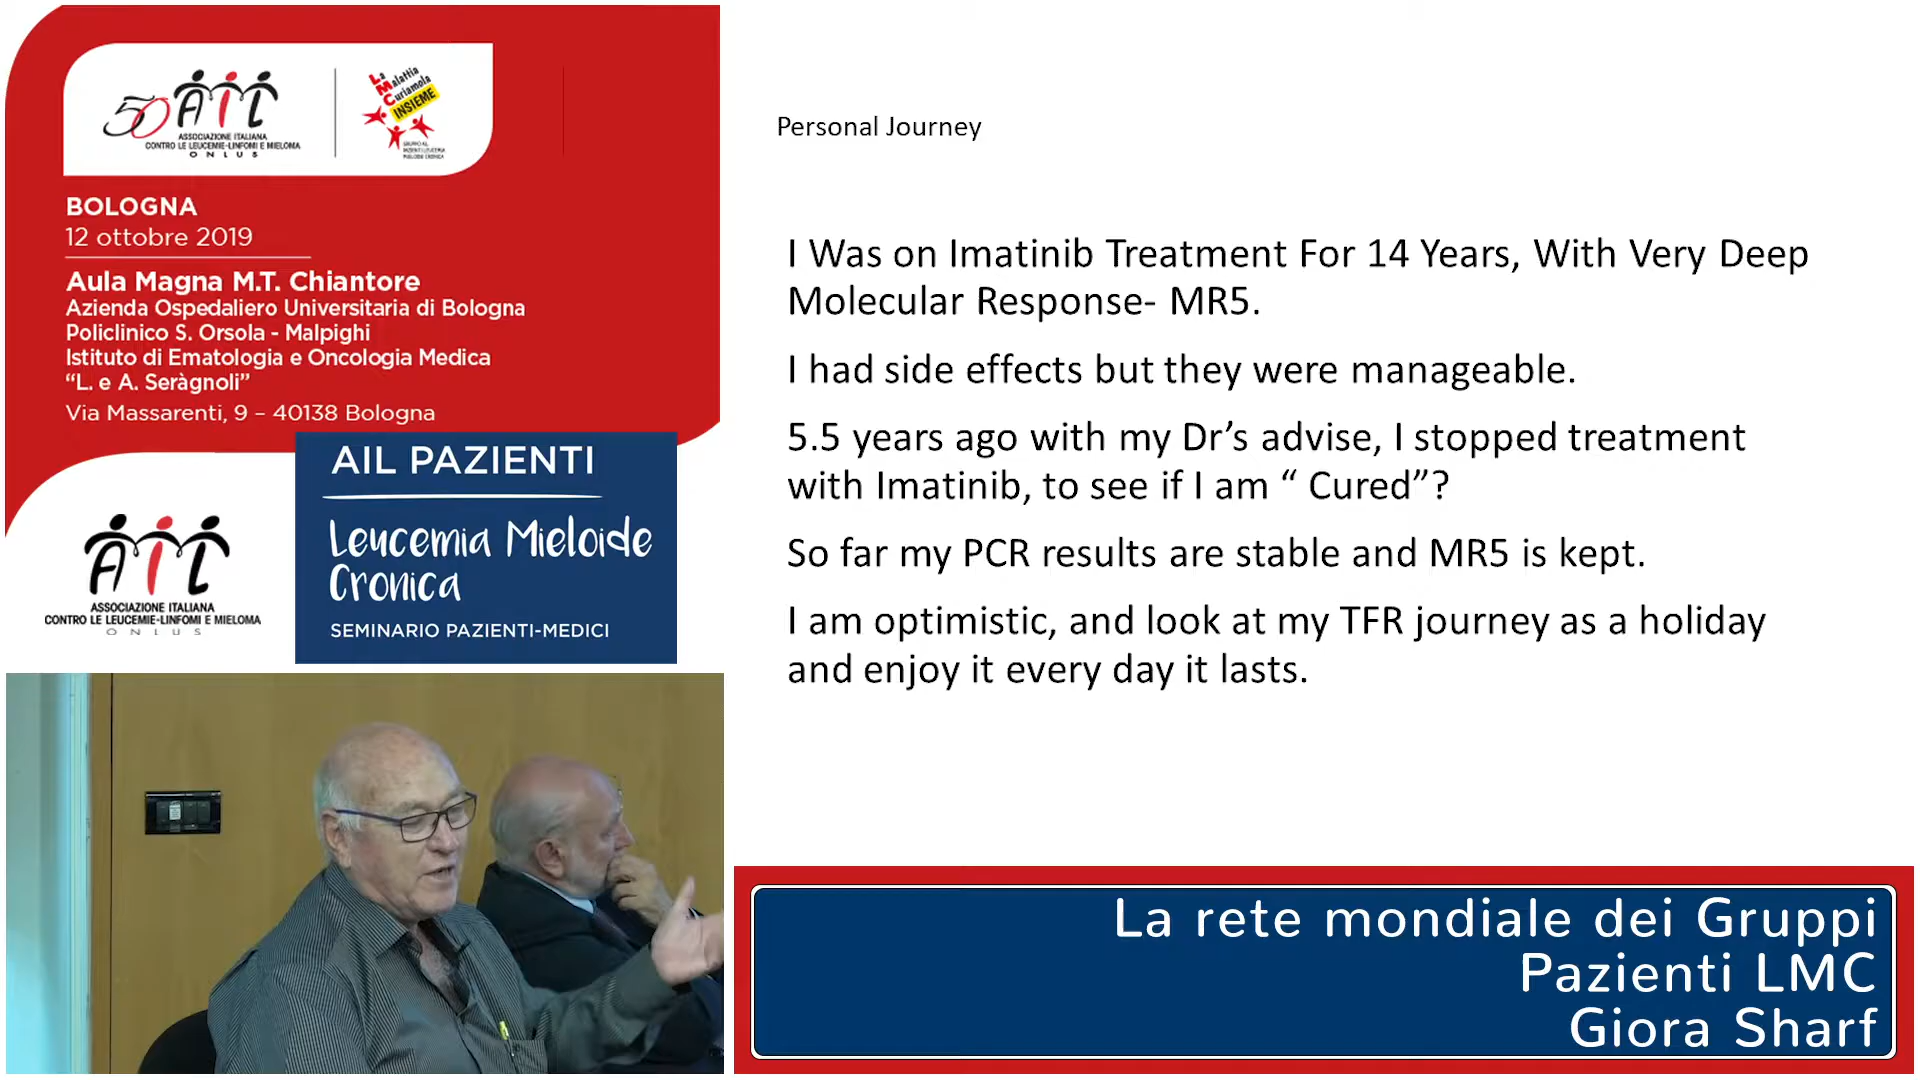 50 AIL
ASSOCIAZIONE ITALIANA
CONTRO LE LEUCEMIE-LINFOMI E MIELOMA
ONLUS
La
Malattia
Curiamola
INSIEME
GRUPPO AIL
PAZIENTI LEUCEMIA
MIELOIDE CRONICA
BOLOGNA
12 ottobre 2019
Aula Magna M.T. Chiantore
Azienda Ospedaliero Universitaria di Bologna
Policlinico S. Orsola - Malpighi
Istituto di Ematologia e Oncologia Medica
“L. e A. Seràgnoli”
Via Massarenti, 9 – 40138 Bologna
AIL PAZIENTI
Leucemia Mieloide
Cronica
SEMINARIO PAZIENTI-MEDICI
AIL
ASSOCIAZIONE ITALIANA
CONTRO LE LEUCEMIE-LINFOMI E MIELOMA
ONLUS
Personal Journey
I Was on Imatinib Treatment For 14 Years, With Very Deep
Molecular Response- MR5.
I had side effects but they were manageable.
5.5 years ago with my Dr’s advise, I stopped treatment
with Imatinib, to see if I am “ Cured”?
So far my PCR results are stable and MR5 is kept.
I am optimistic, and look at my TFR journey as a holiday
and enjoy it every day it lasts.
La rete mondiale dei Gruppi
Pazienti LMC
Giora Sharf